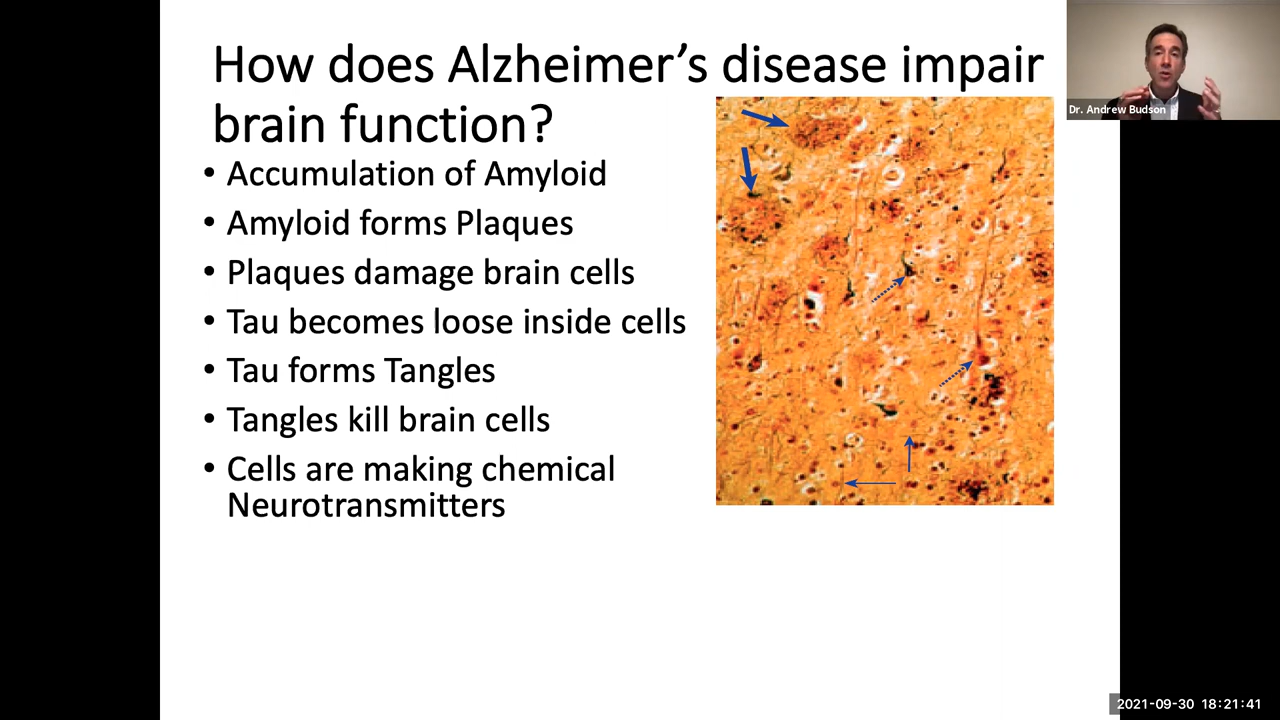 How does Alzheimer’s disease impair
brain function?
• Accumulation of Amyloid
• Amyloid forms Plaques
• Plaques damage brain cells
• Tau becomes loose inside cells
• Tau forms Tangles
• Tangles kill brain cells
• Cells are making chemical
Neurotransmitters
Dr. Andrew Budson
2021-09-30 18:21:41